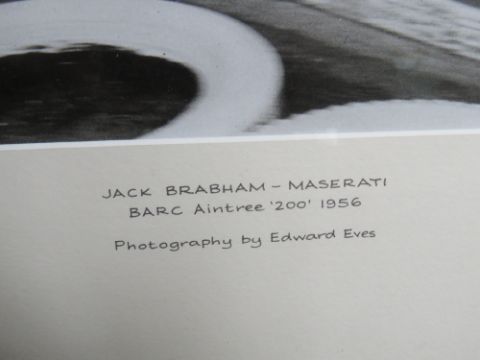 JACK BRABHAM - MASERATI
BARC Aintree '200' 1956
Photography by Edward Eves